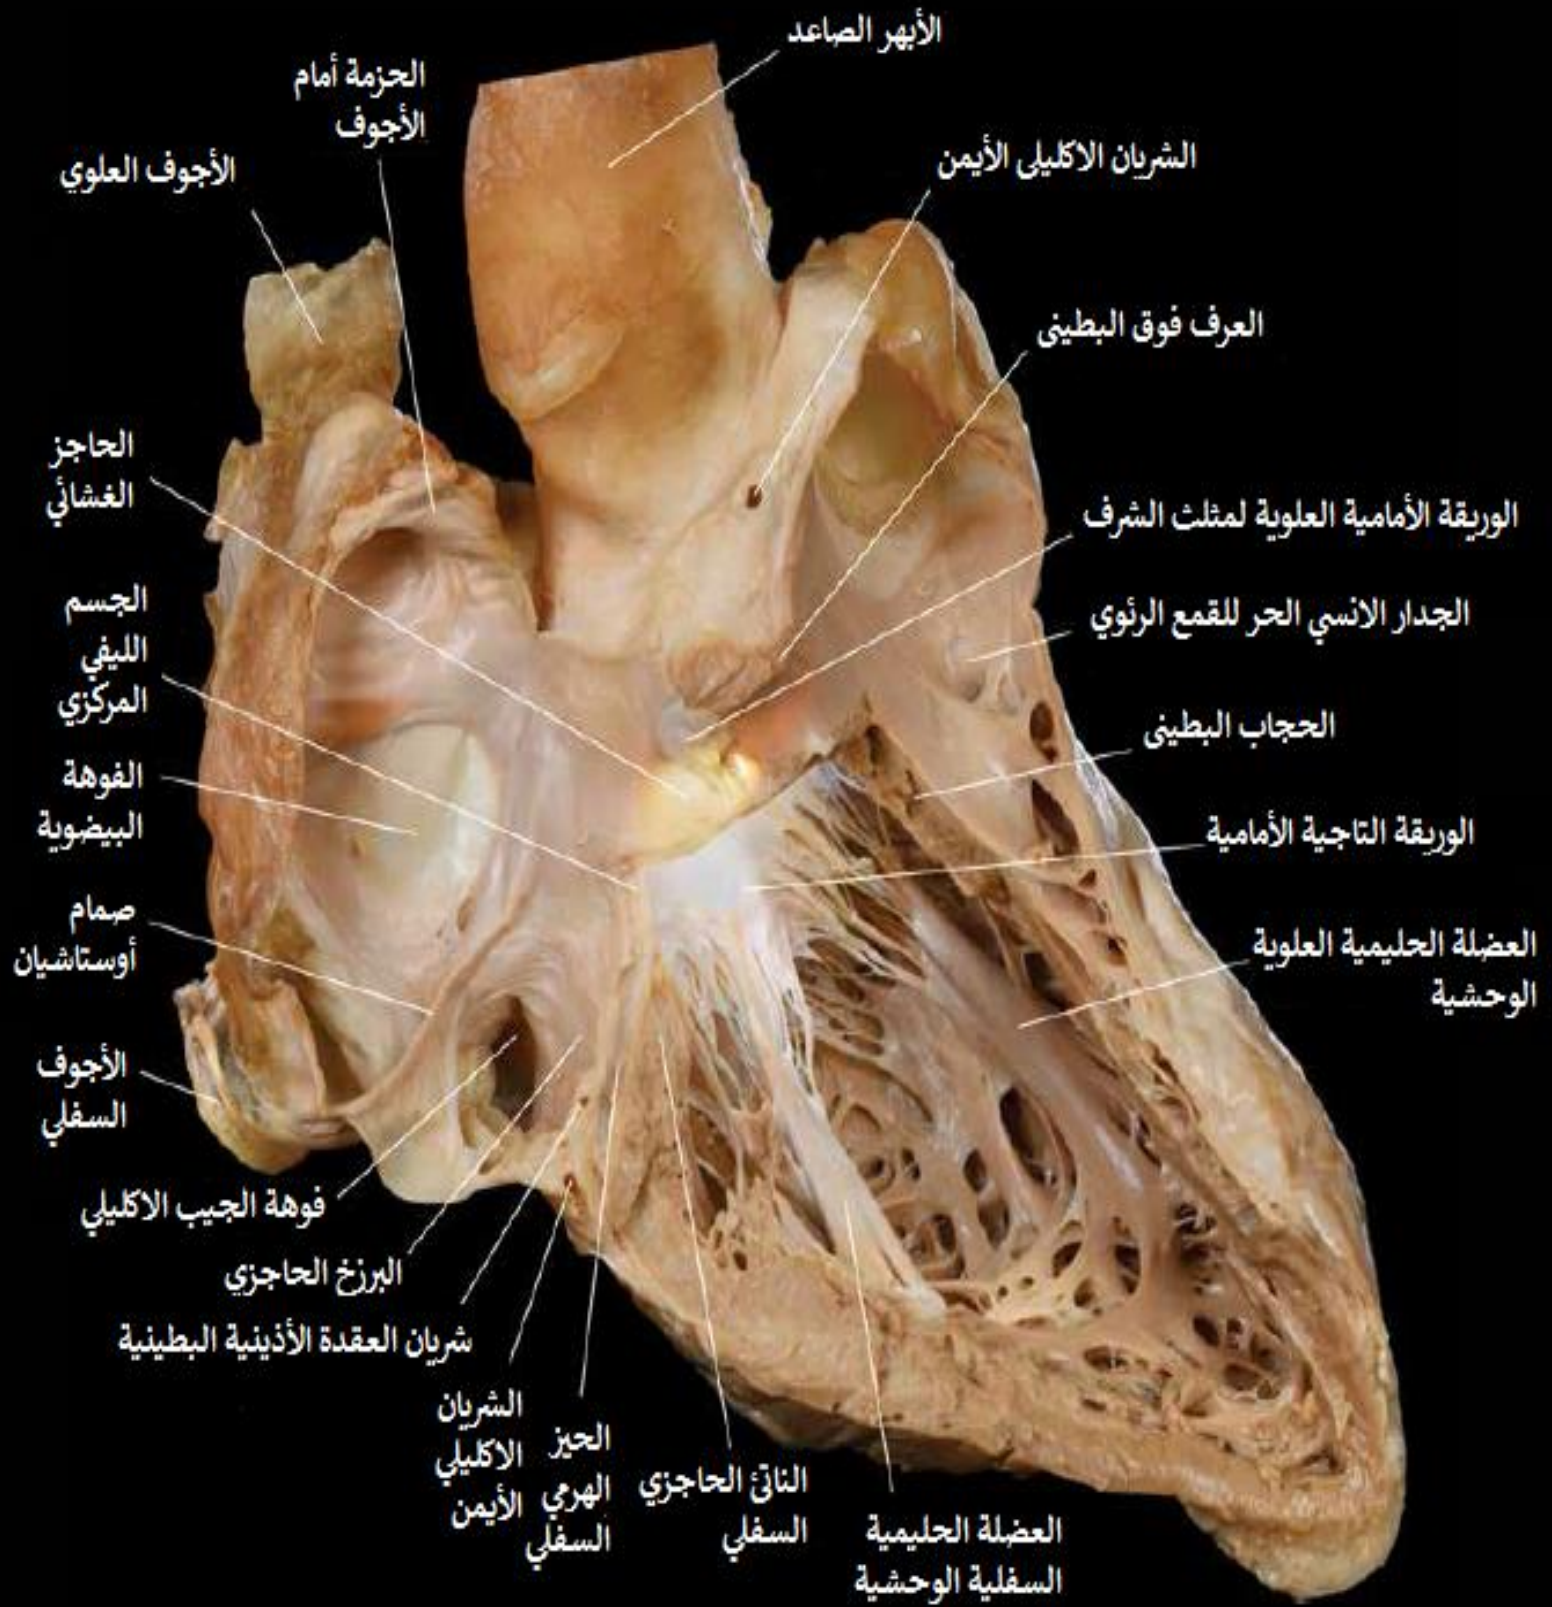 الأبهر الصاعد
الحزمة أمام
الأجوف
الأجوف العلوي
الشريان الاكليلى الأيمن
العرف فوق البطينى
الحاجز
الغشائي
الوريقة الأمامية العلوية لمثلث الشرف
الجسم
الليفي
المركزي
الجدار الانسي الحر للقمع الرئوي
الحجاب البطينى
الفوهة
البيضوية
الوريقة التاجية الأمامية
صمام
أوستاشيان
العضلة الحليمية العلوية
الوحشية
الأجوف
السفلي
فوهة الجيب الاكليلي
البرزخ الحاجزي
شريان العقدة الأذينية البطينية
الشريان
الاكليلي
الأيمن
الحيز
الهرمي
السفلي
الناتئ الحاجزي
السفلي
العضلة الحليمية
السفلية الوحشية